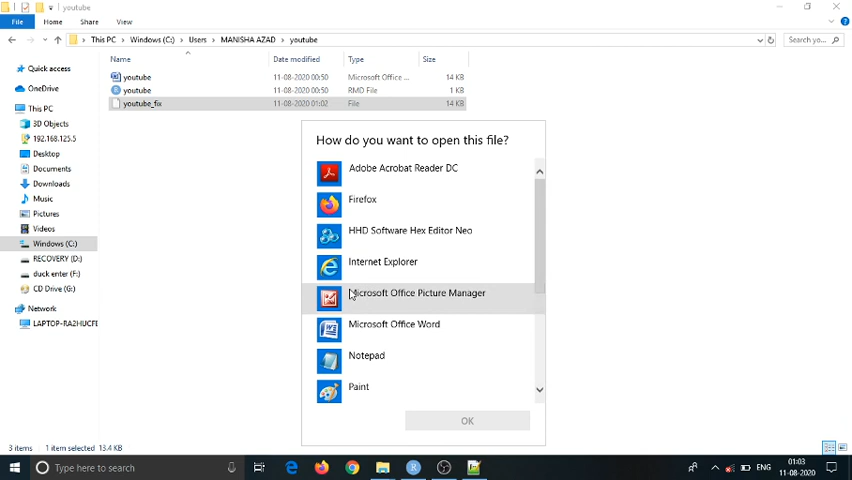 youtube
File Home Share View
This PC Windows (C:) Users MANISHA AZAD youtube
Search yo...
Name Date modified Type Size
youtube 11-08-2020 00:50 Microsoft Office ... 14 KB
youtube 11-08-2020 00:50 RMD File 1 KB
youtube_fix 11-08-2020 01:02 File 14 KB
Quick access
OneDrive
This PC
3D Objects
192.168.125.5
Desktop
Documents
Downloads
Music
Pictures
Videos
Windows (C:)
RECOVERY (D:)
duck enter (F:)
CD Drive (G:)
Network
LAPTOP-RA2HUCFI
How do you want to open this file?
Adobe Acrobat Reader DC
Firefox
HHD Software Hex Editor Neo
Internet Explorer
Microsoft Office Picture Manager
Microsoft Office Word
Notepad
Paint
OK
3 items 1 item selected 13.4 KB
Type here to search
ENG
01:03
11-08-2020